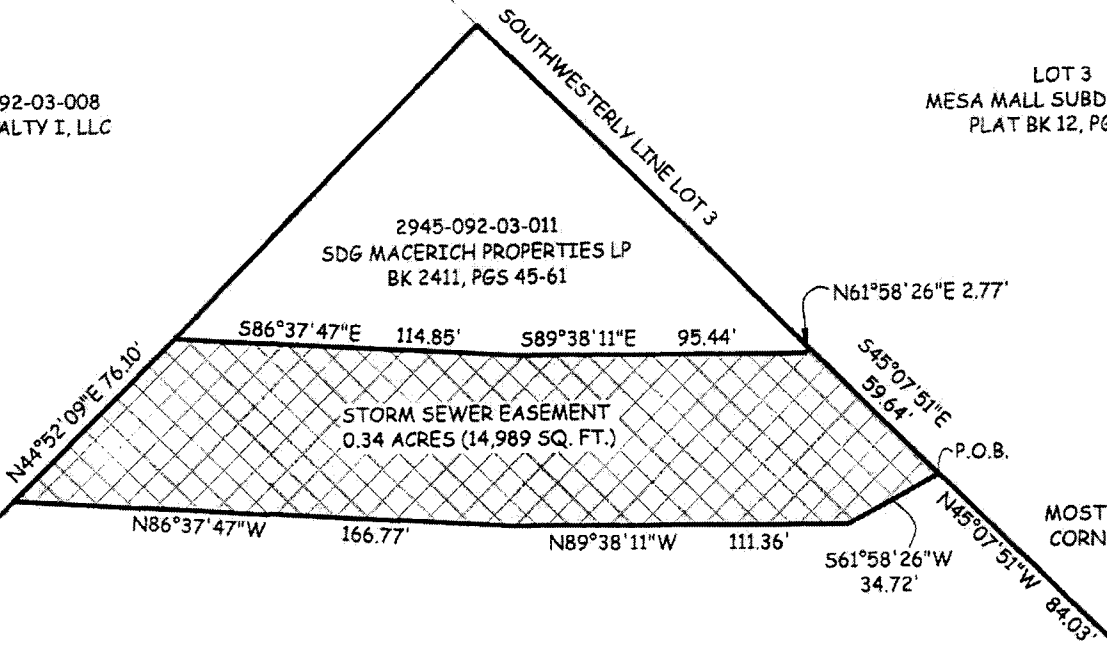 92-03-008
ALTY I, LLC
SOUTHWESTERLY LINE LOT 3
LOT 3
MESA MALL SUBD
PLAT BK 12, PG
2945-092-03-011
SDG MACERICH PROPERTIES LP
BK 2411, PGS 45-61
N61°58'26"E 2.77'
S86°37'47"E 114.85' S89°38'11"E 95.44'
S45°07'51"E
59.64'
N44°52'09"E 76.10'
STORM SEWER EASEMENT
0.34 ACRES (14,989 SQ. FT.)
P.O.B.
N86°37'47"W 166.77' N89°38'11"W 111.36'
S61°58'26"W
34.72'
N45°07'51"W 84.03'
MOST
CORN